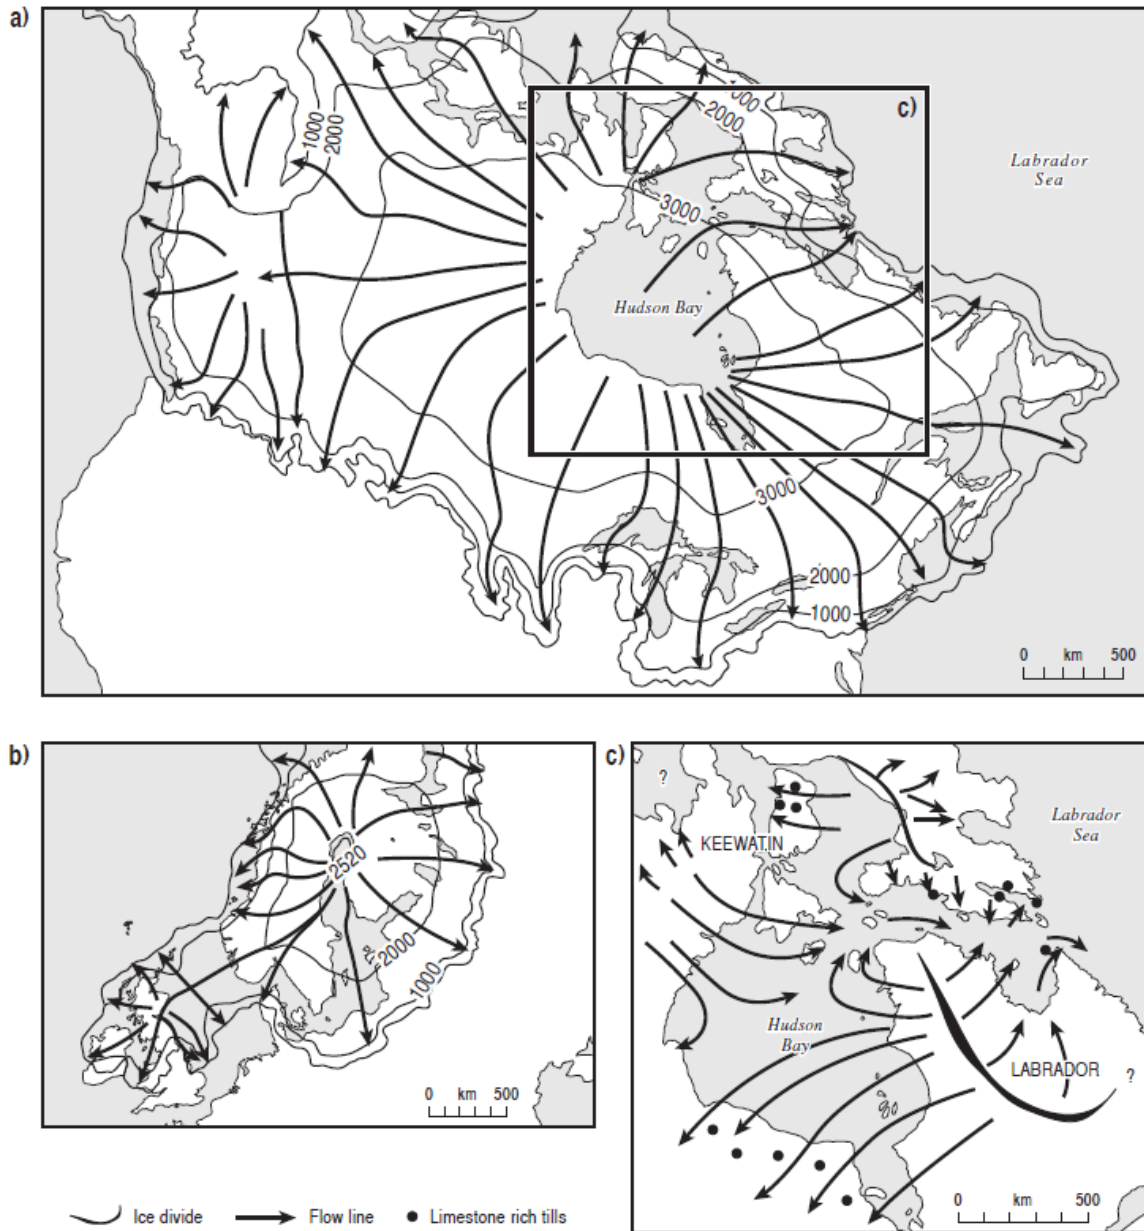 a)
c)
1000
2000
1000
2000
3000
Labrador
Sea
Hudson Bay
3000
2000
1000
0 km 500
b)
2520
2000
1000
0 km 500
c)
?
KEEWATIN
Labrador
Sea
Hudson
Bay
LABRADOR
?
0 km 500
Ice divide
Flow line
Limestone rich tills